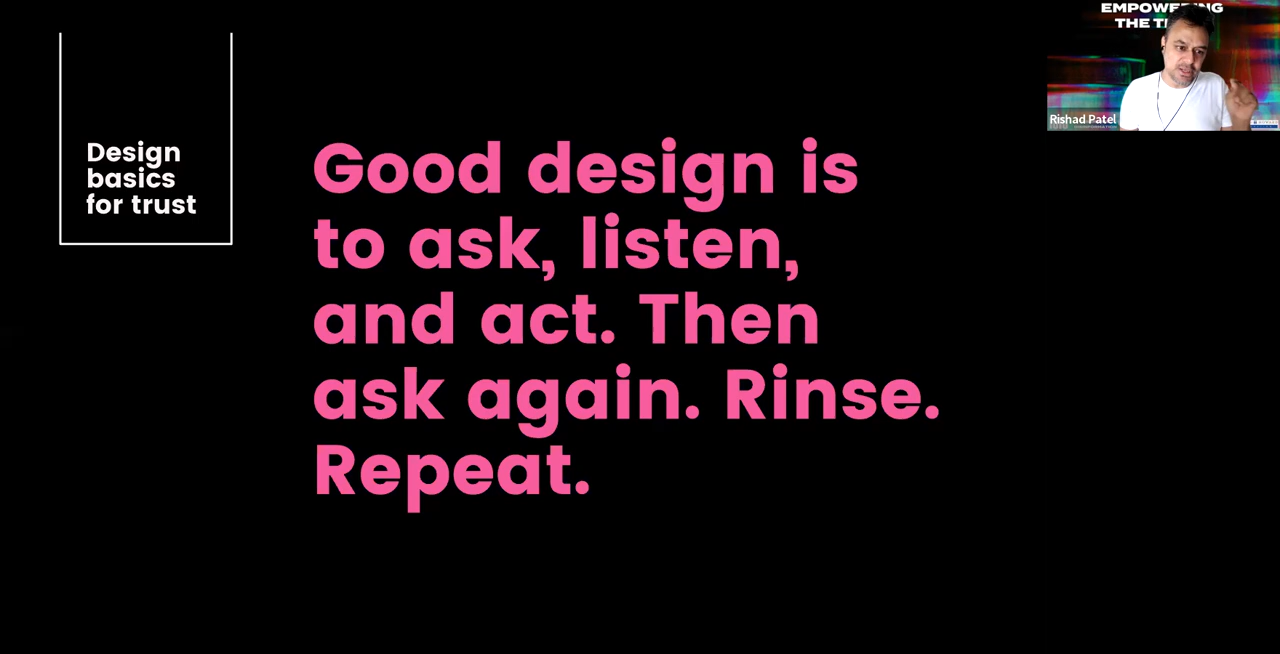 Design
basics
for trust
Good design is
to ask, listen,
and act. Then
ask again. Rinse.
Repeat.
THE
Rishad Patel